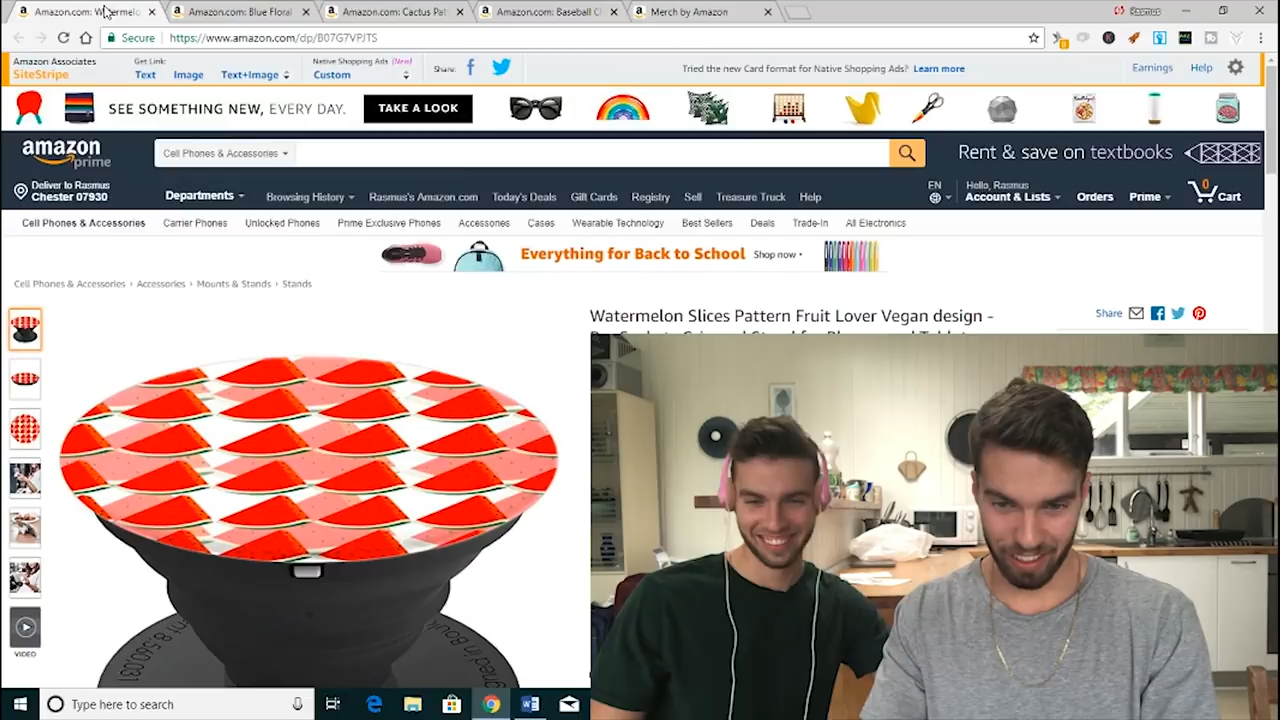 Amazon.com: Watermelo
Amazon.com: Blue Floral
Amazon.com: Cactus Pat
Amazon.com: Baseball C
Merch by Amazon
Rasmus
Secure
https://www.amazon.com/dp/B07G7VPJTS
Amazon Associates
SiteStripe
Get Link:
Text
Image
Text+Image
Native Shopping Ads (New)
Custom
Share:
Tried the new Card format for Native Shopping Ads? Learn more
Earnings
Help
SEE SOMETHING NEW, EVERY DAY.
TAKE A LOOK
amazon
prime
Cell Phones & Accessories
Rent & save on textbooks
Deliver to Rasmus
Chester 07930
Departments
Browsing History
Rasmus's Amazon.com
Today's Deals
Gift Cards
Registry
Sell
Treasure Truck
Help
EN
Hello, Rasmus
Account & Lists
Orders
Prime
0
Cart
Cell Phones & Accessories
Carrier Phones
Unlocked Phones
Prime Exclusive Phones
Accessories
Cases
Wearable Technology
Best Sellers
Deals
Trade-In
All Electronics
Everything for Back to School
Shop now
Cell Phones & Accessories › Accessories › Mounts & Stands › Stands
Watermelon Slices Pattern Fruit Lover Vegan design -
Share
VIDEO
8,560,031
Type here to search